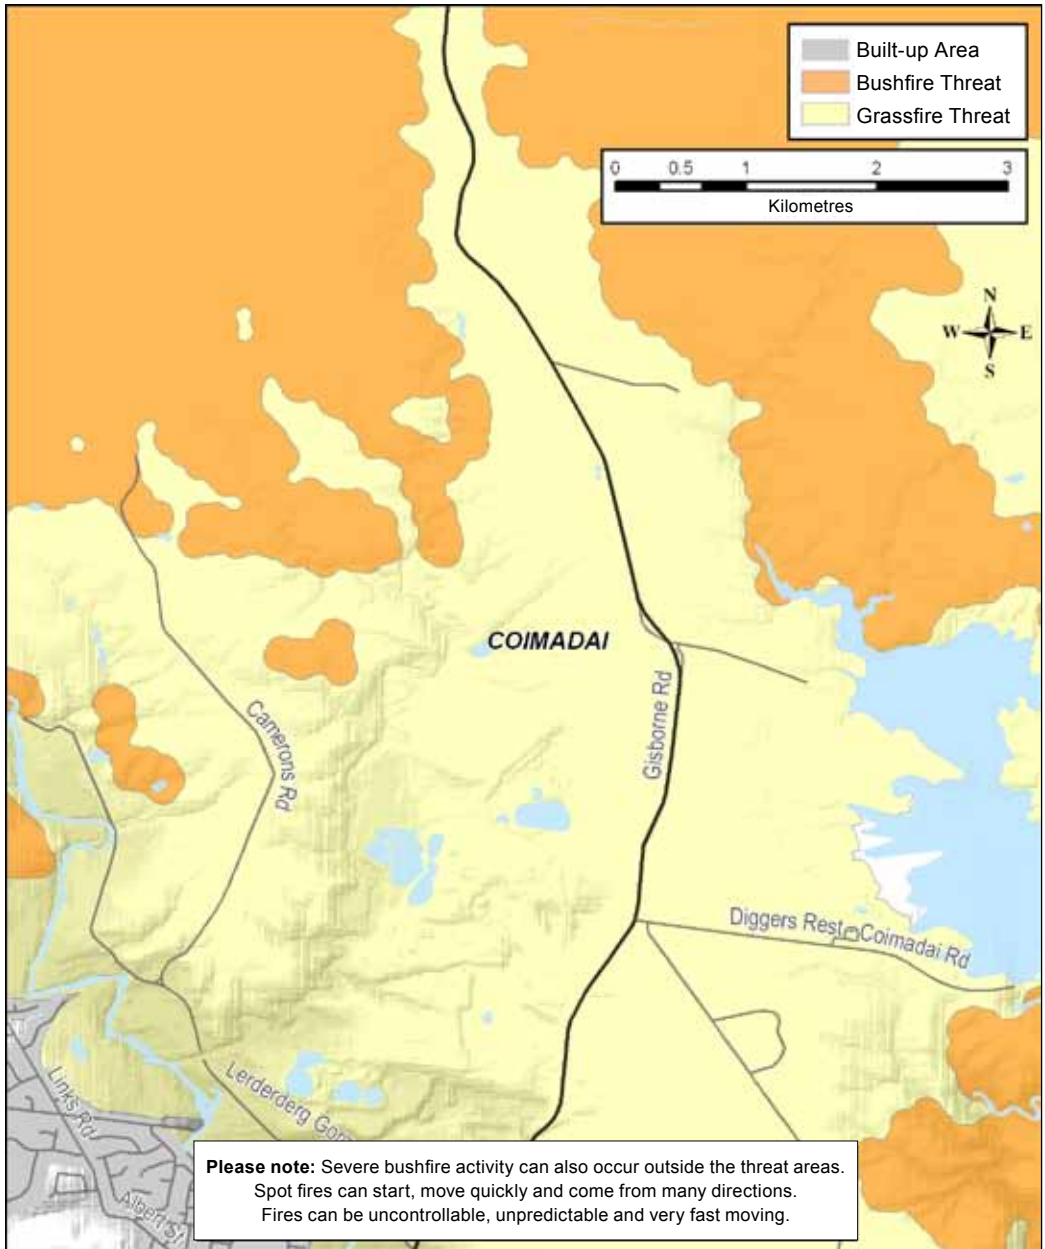 Built-up Area
Bushfire Threat
Grassfire Threat
0 0.5 1 2 3
Kilometres
N
W E
S
COIMADAI
Gisborne Rd
Camerons Rd
Diggers Rest-Coimadai Rd
Lerderderg
Links Rd
Albert St
Please note: Severe bushfire activity can also occur outside the threat areas.
Spot fires can start, move quickly and come from many directions.
Fires can be uncontrollable, unpredictable and very fast moving.